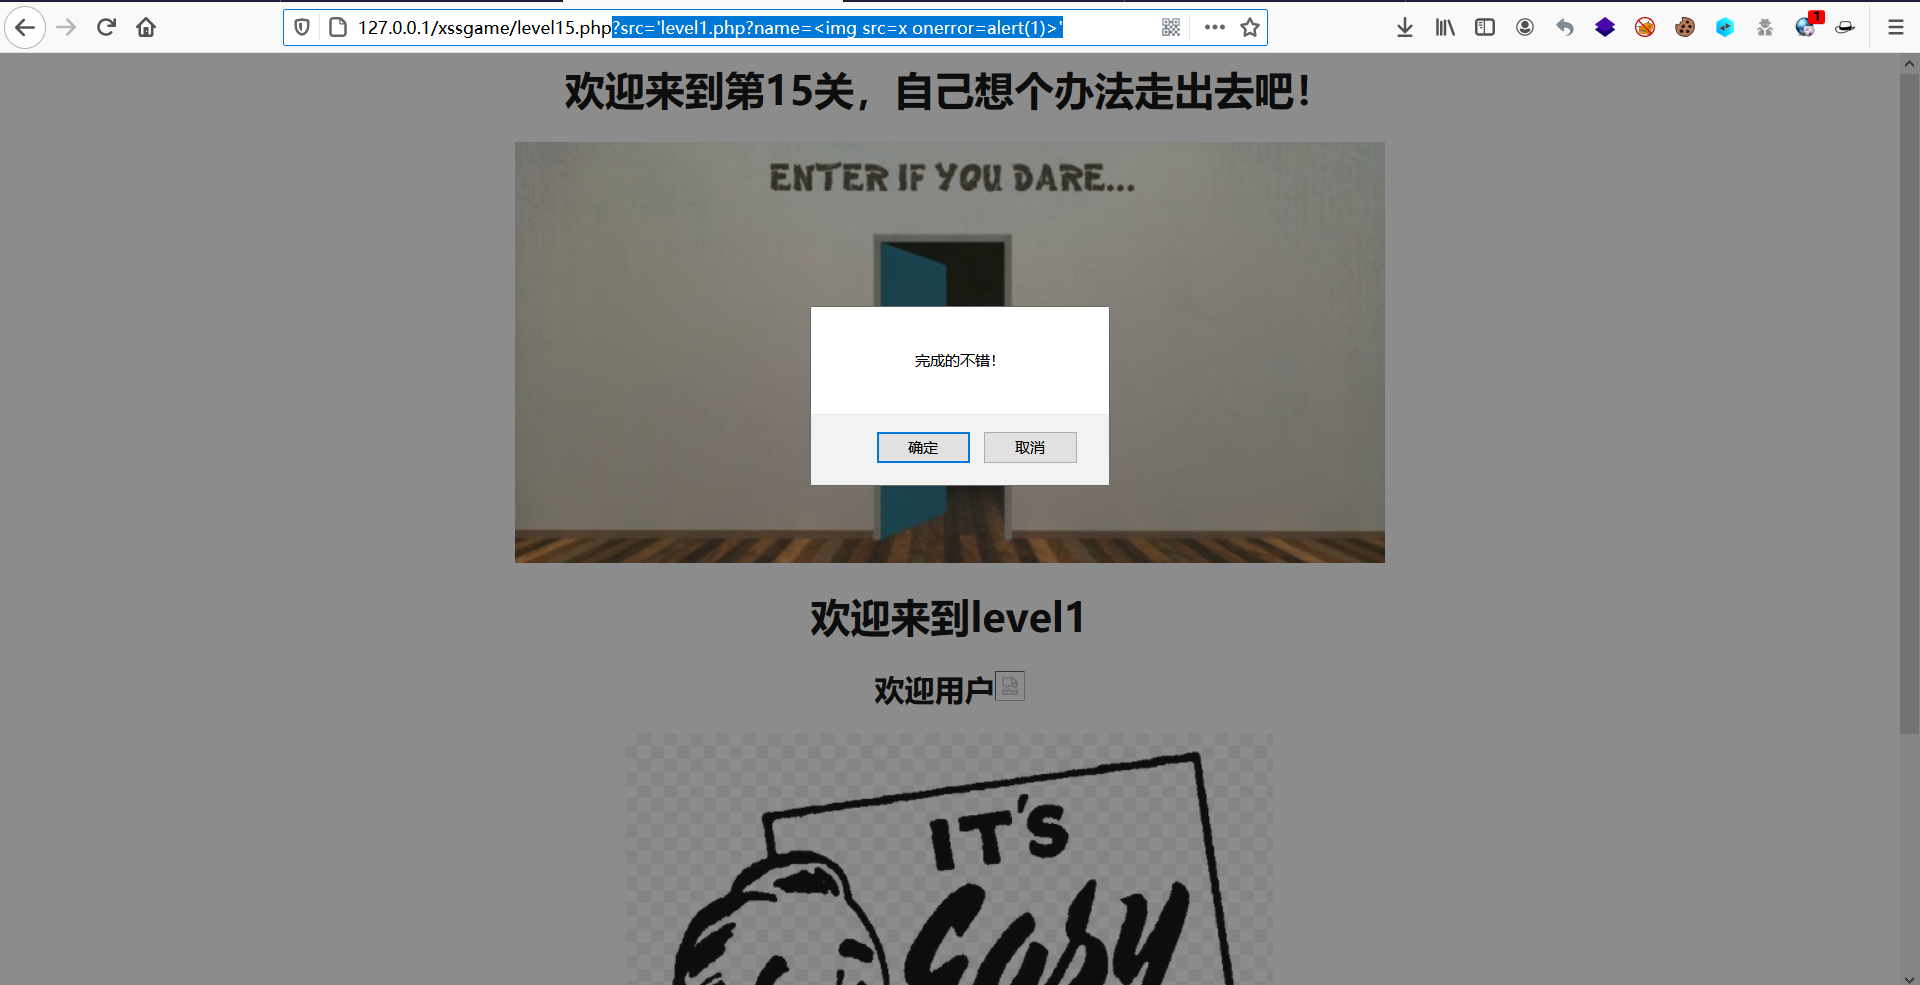 127.0.0.1/xssgame/level15.php?src='level1.php?name=<img src=x onerror=alert(1)>'
1
欢迎来到第15关，自己想个办法走出去吧！
ENTER IF YOU DARE...
完成的不错！
确定 取消
欢迎来到level1
欢迎用户
IT'S
easy